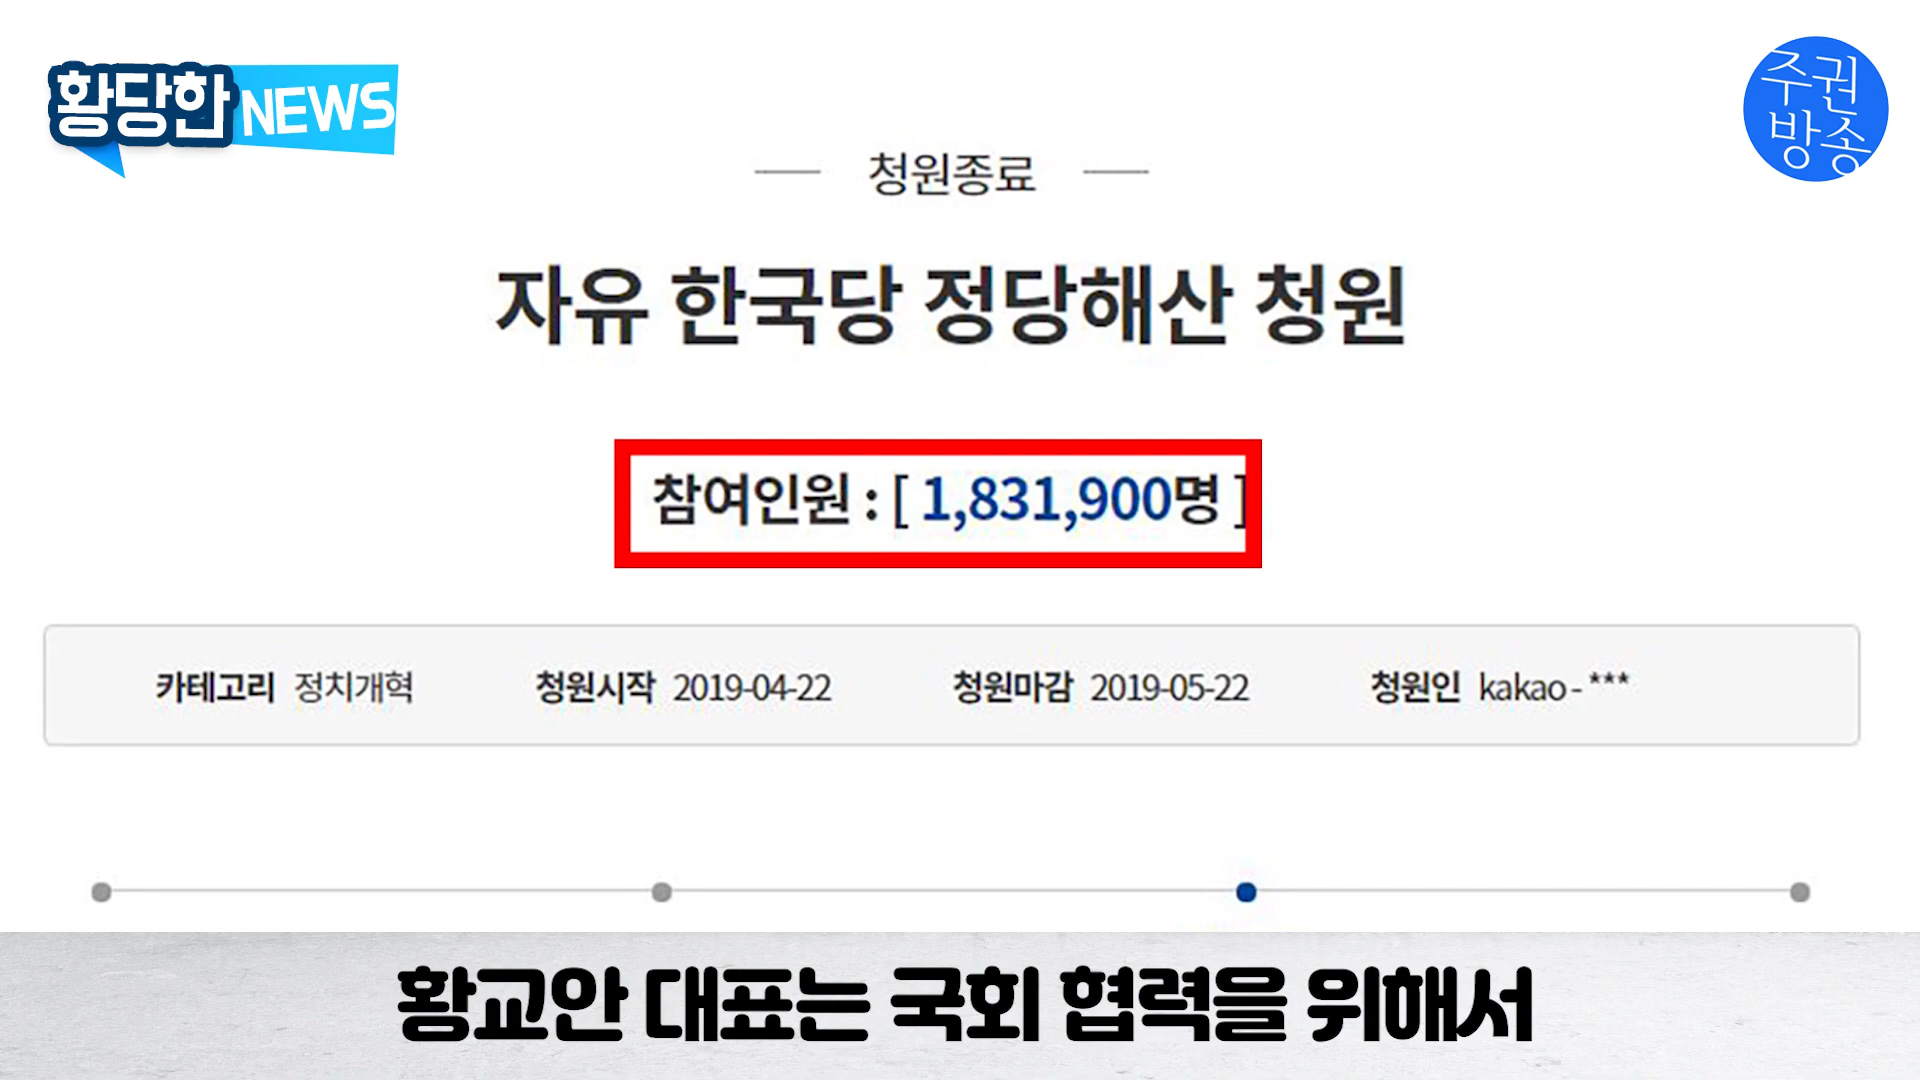 황당한 NEWS
주권
방송
청원종료
자유 한국당 정당해산 청원
참여인원 : [ 1,831,900명 ]
카테고리 정치개혁 청원시작 2019-04-22 청원마감 2019-05-22 청원인 kakao - ***
황교안 대표는 국회 협력을 위해서